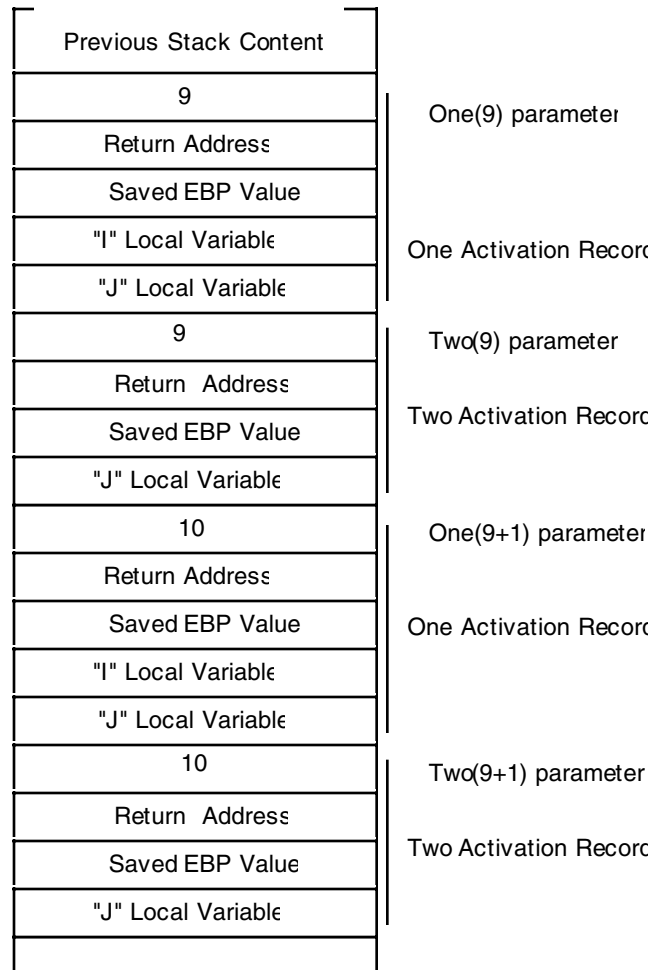 Previous Stack Content
9
One(9) parameter
Return Address
Saved EBP Value
"I" Local Variable
One Activation Record
"J" Local Variable
9
Two(9) parameter
Return Address
Two Activation Record
Saved EBP Value
"J" Local Variable
10
One(9+1) parameter
Return Address
Saved EBP Value
One Activation Record
"I" Local Variable
"J" Local Variable
10
Two(9+1) parameter
Return Address
Two Activation Record
Saved EBP Value
"J" Local Variable